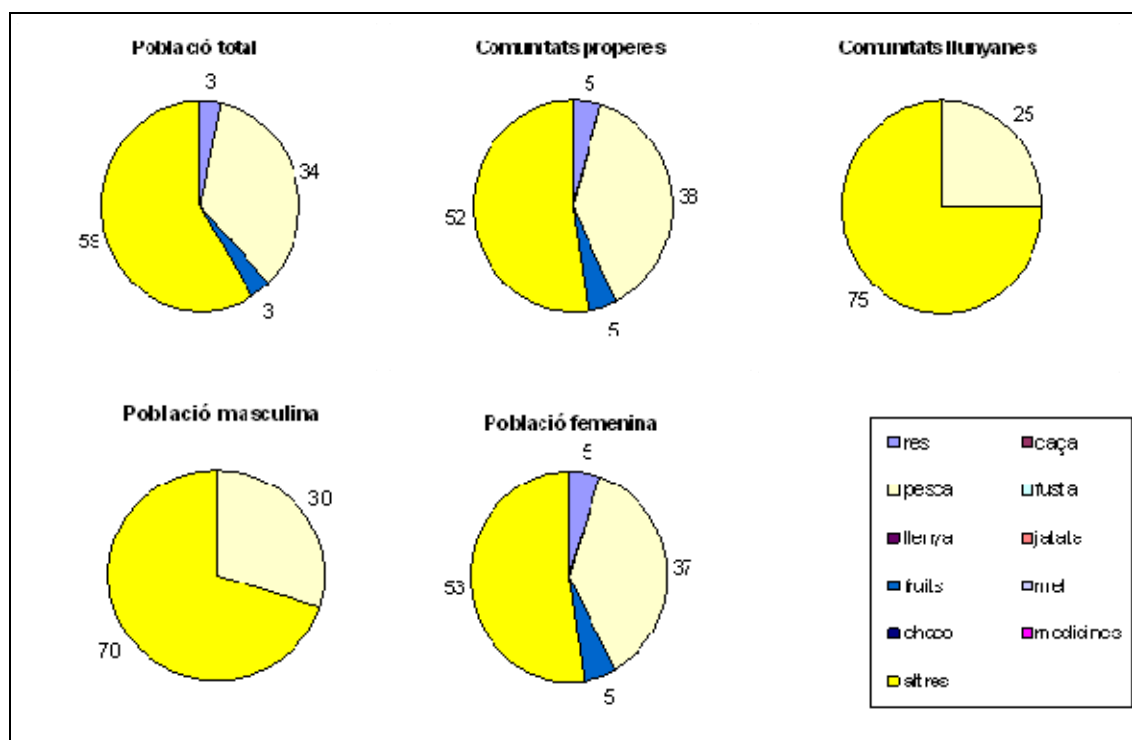 Població total
Comunitats properes
Comunitats llunyanes
3
34
3
59
5
38
5
52
25
75
Població masculina
Població femenina
30
70
5
37
5
53
res
caça
pesca
fusta
llenya
jatata
fruits
mel
choco
medicines
altres